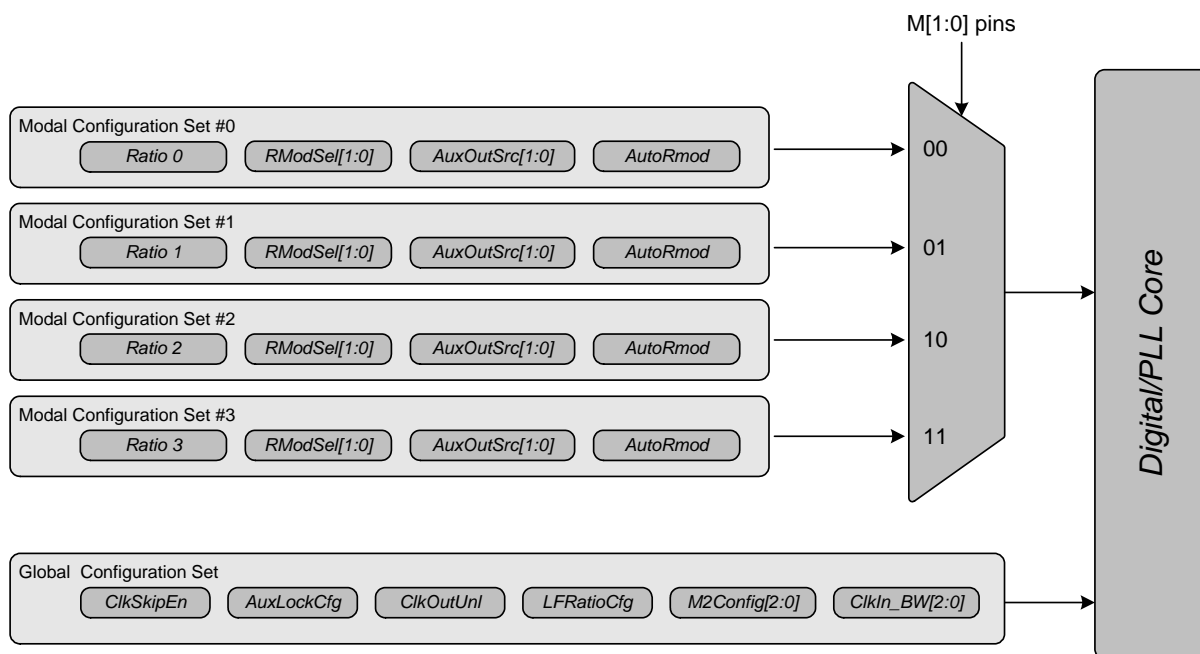 M[1:0] pins
Modal Configuration Set #0
Ratio 0 RModSel[1:0] AuxOutSrc[1:0] AutoRmod
00
Modal Configuration Set #1
Ratio 1 RModSel[1:0] AuxOutSrc[1:0] AutoRmod
01
Modal Configuration Set #2
Ratio 2 RModSel[1:0] AuxOutSrc[1:0] AutoRmod
10
Modal Configuration Set #3
Ratio 3 RModSel[1:0] AuxOutSrc[1:0] AutoRmod
11
Digital/PLL Core
Global Configuration Set
ClkSkipEn AuxLockCfg ClkOutUnl LFRatioCfg M2Config[2:0] ClkIn_BW[2:0]